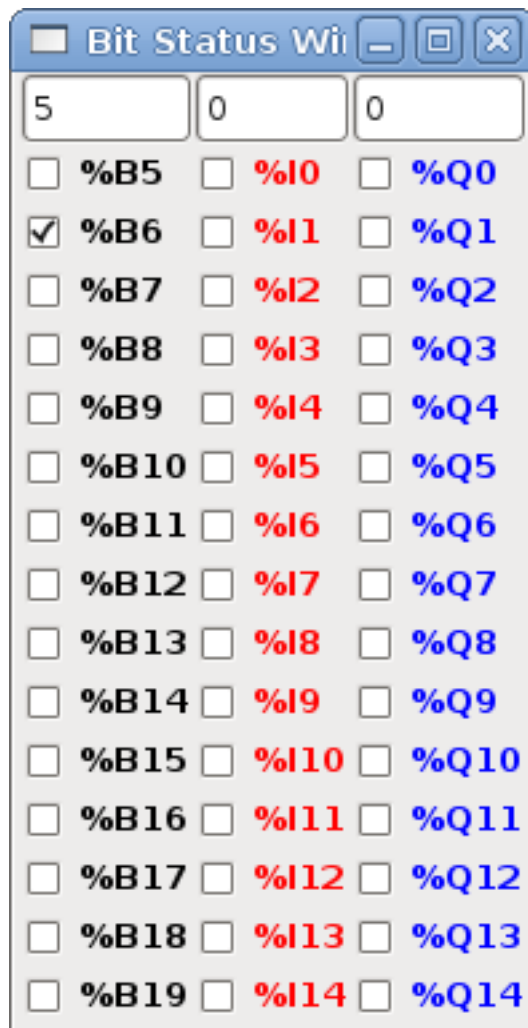 Bit Status Wi
5 0 0
%B5 %I0 %Q0
%B6 %I1 %Q1
%B7 %I2 %Q2
%B8 %I3 %Q3
%B9 %I4 %Q4
%B10 %I5 %Q5
%B11 %I6 %Q6
%B12 %I7 %Q7
%B13 %I8 %Q8
%B14 %I9 %Q9
%B15 %I10 %Q10
%B16 %I11 %Q11
%B17 %I12 %Q12
%B18 %I13 %Q13
%B19 %I14 %Q14